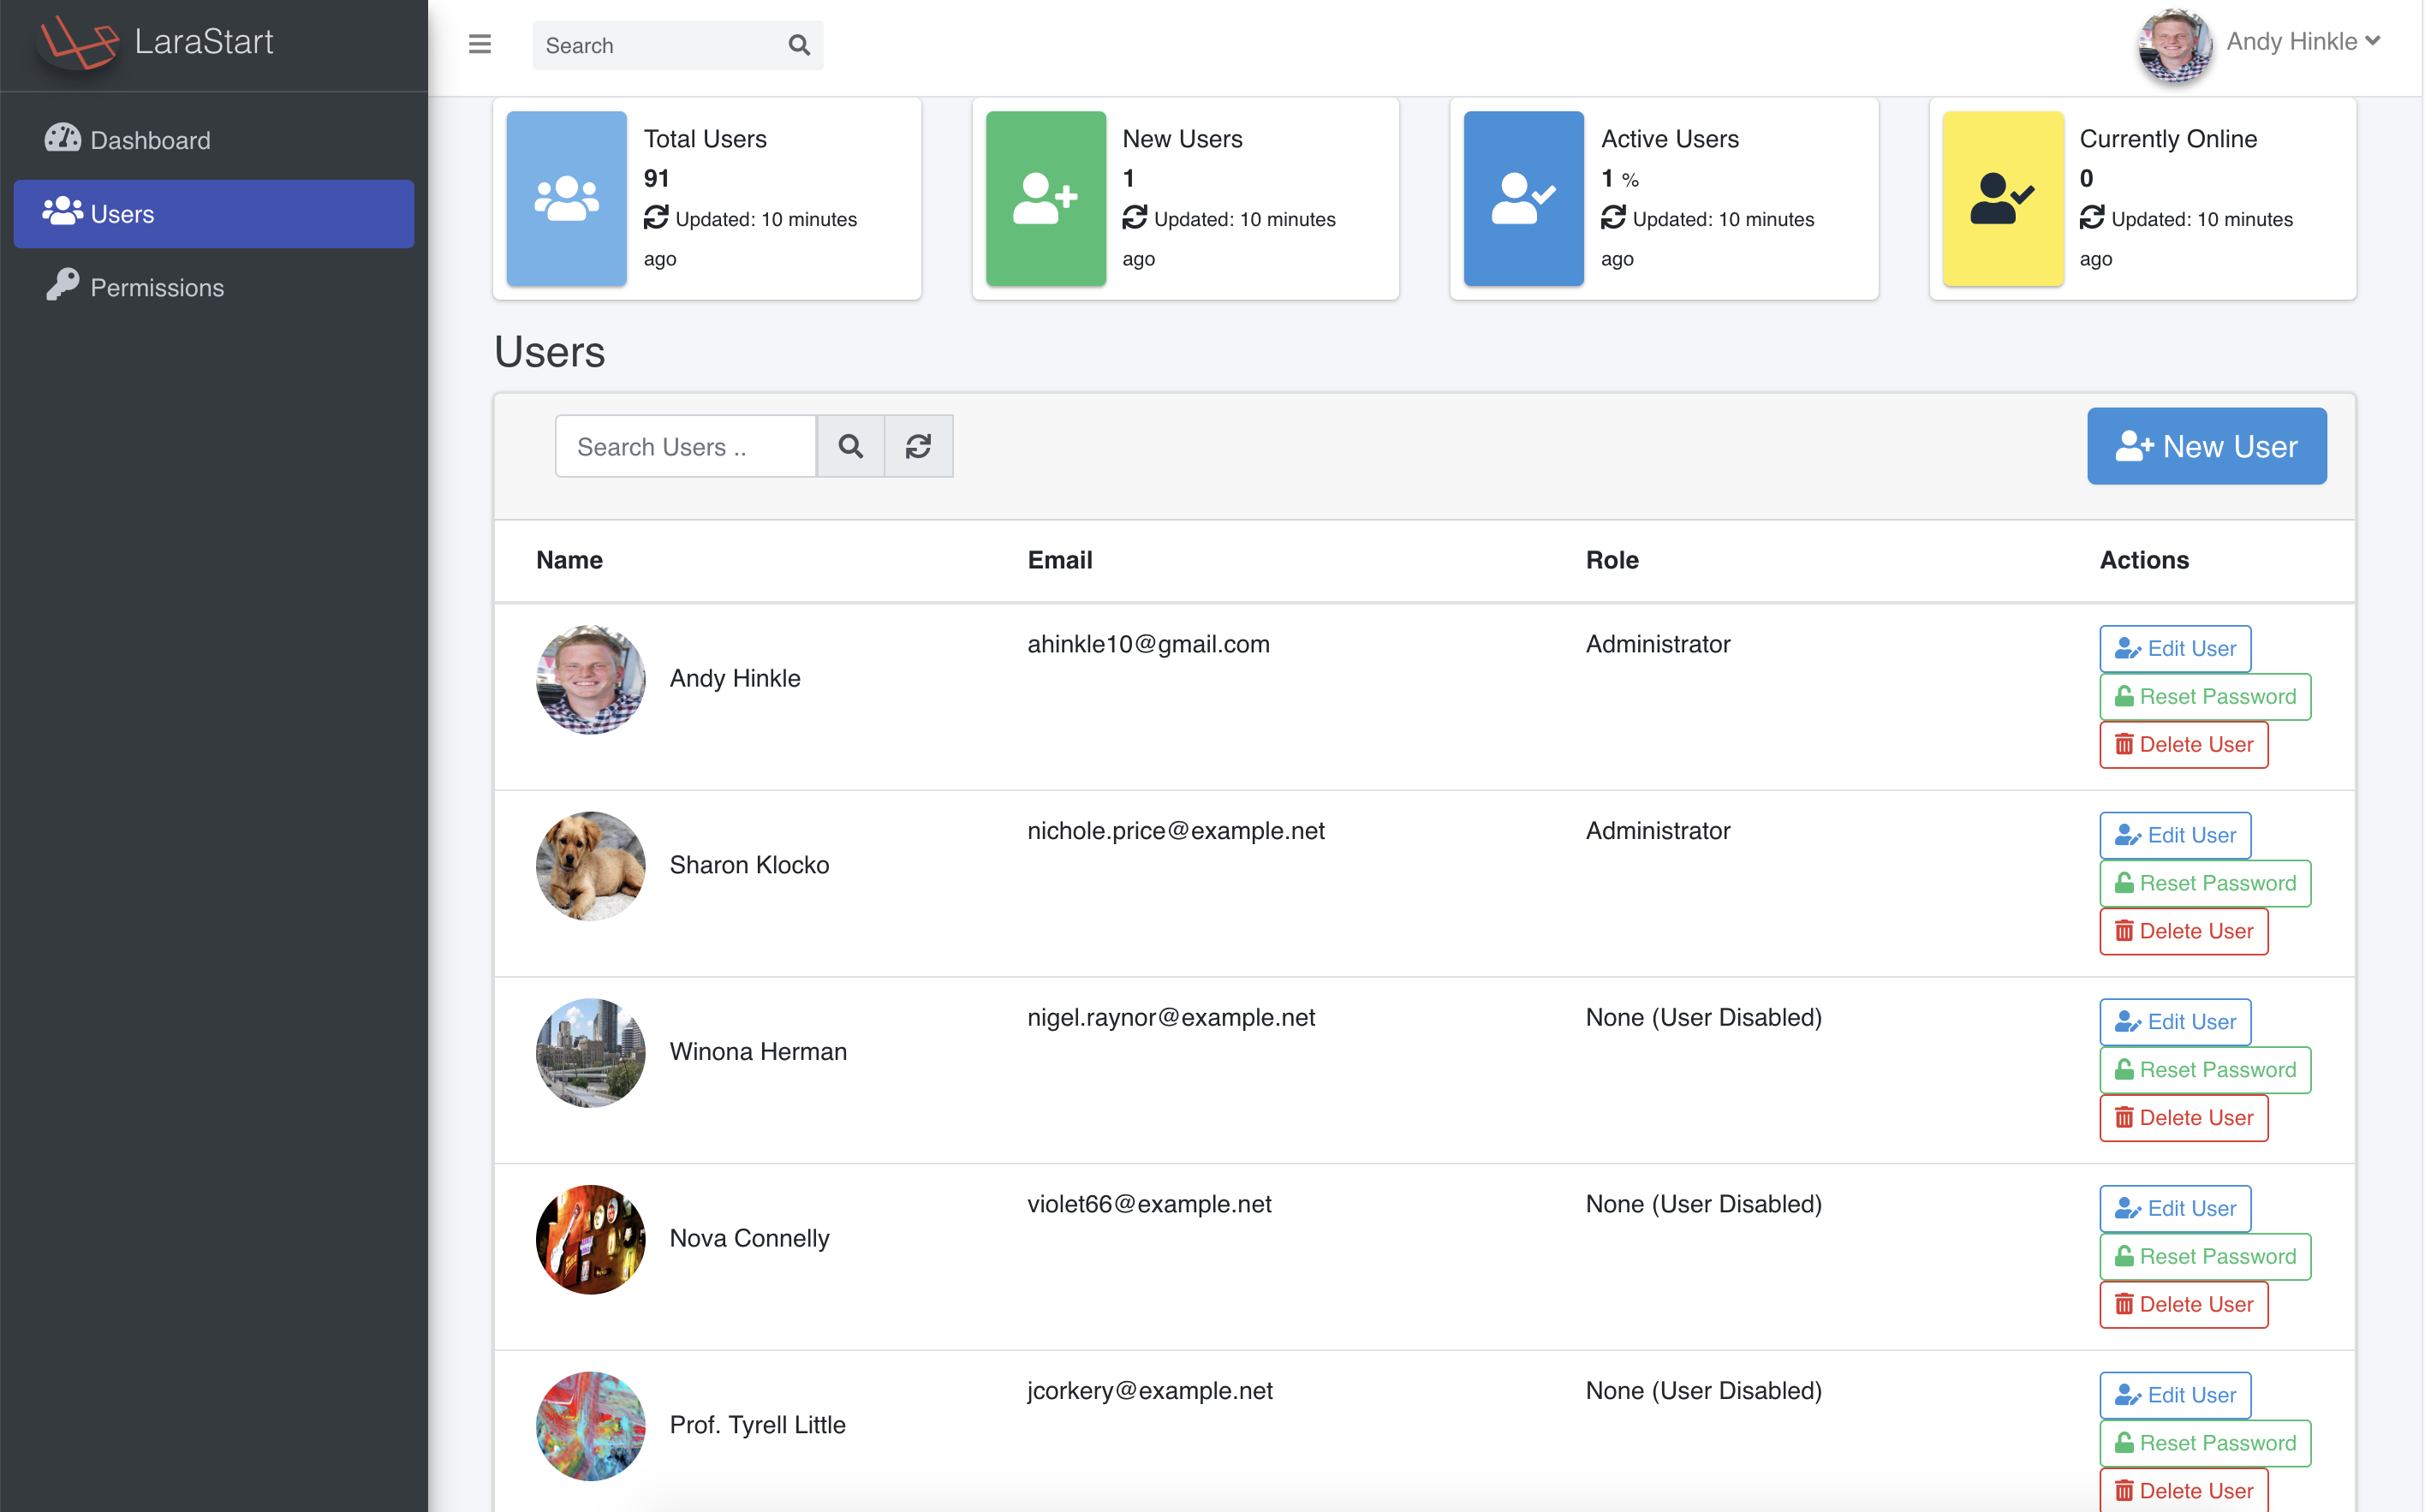 LaraStart
Search
Andy Hinkle
Dashboard
Users
Permissions
Total Users
91
Updated: 10 minutes
ago
New Users
1
Updated: 10 minutes
ago
Active Users
1 %
Updated: 10 minutes
ago
Currently Online
0
Updated: 10 minutes
ago
Users
Search Users ..
New User
Name Email Role Actions
Andy Hinkle ahinkle10@gmail.com Administrator Edit User
Reset Password
Delete User
Sharon Klocko nichole.price@example.net Administrator Edit User
Reset Password
Delete User
Winona Herman nigel.raynor@example.net None (User Disabled) Edit User
Reset Password
Delete User
Nova Connelly violet66@example.net None (User Disabled) Edit User
Reset Password
Delete User
Prof. Tyrell Little jcorkery@example.net None (User Disabled) Edit User
Reset Password
Delete User